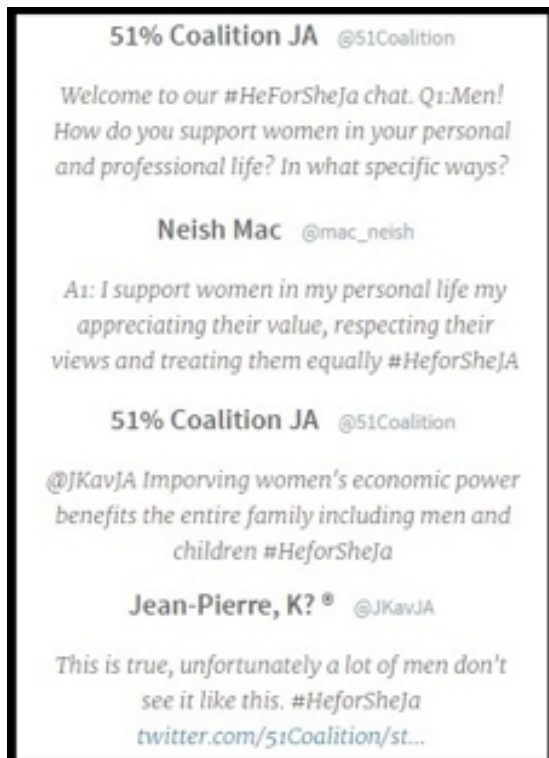 51% Coalition JA @51Coalition
Welcome to our #HeForSheJa chat. Q1:Men!
How do you support women in your personal
and professional life? In what specific ways?
Neish Mac @mac_neish
A1: I support women in my personal life my
appreciating their value, respecting their
views and treating them equally #HeforSheJA
51% Coalition JA @51Coalition
@JKavJA Imporving women's economic power
benefits the entire family including men and
children #HeforSheJa
Jean-Pierre, K? ® @JKavJA
This is true, unfortunately a lot of men don't
see it like this. #HeforSheJa
twitter.com/51Coalition/st...